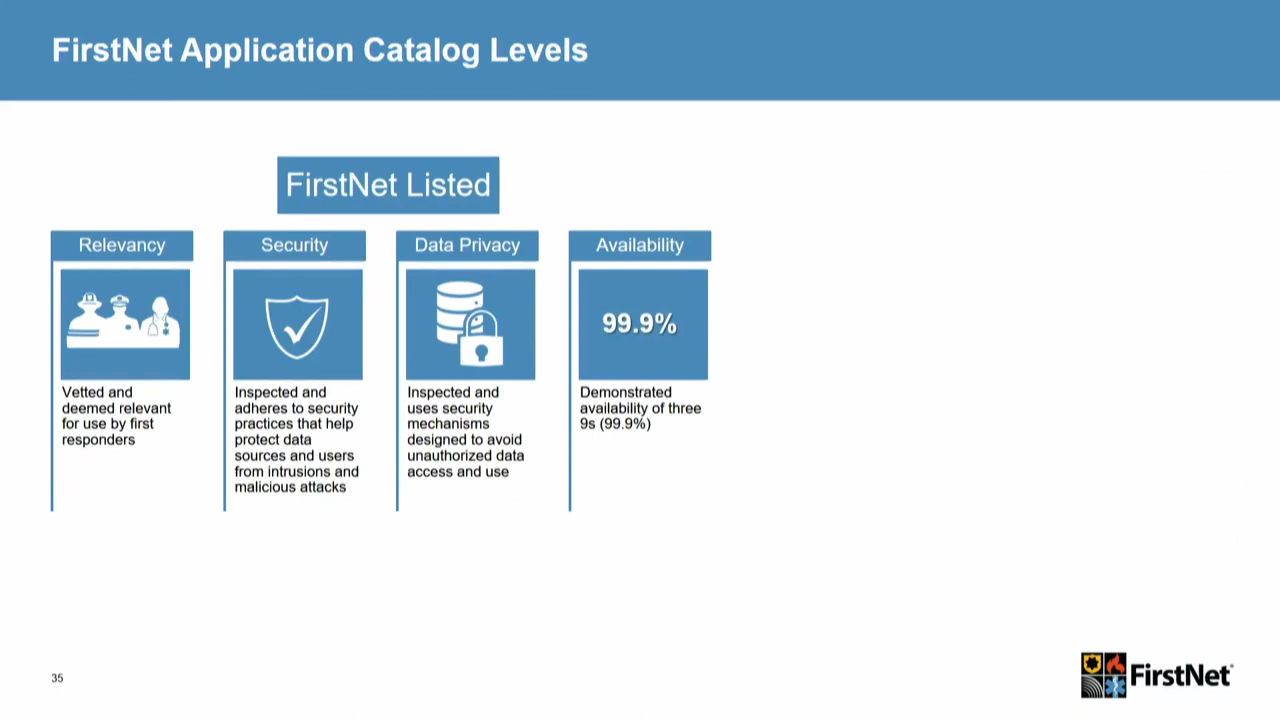 FirstNet Application Catalog Levels
FirstNet Listed
Relevancy
Vetted and
deemed relevant
for use by first
responders
Security
Inspected and
adheres to security
practices that help
protect data
sources and users
from intrusions and
malicious attacks
Data Privacy
Inspected and
uses security
mechanisms
designed to avoid
unauthorized data
access and use
Availability
99.9%
Demonstrated
availability of three
9s (99.9%)
35
FirstNet